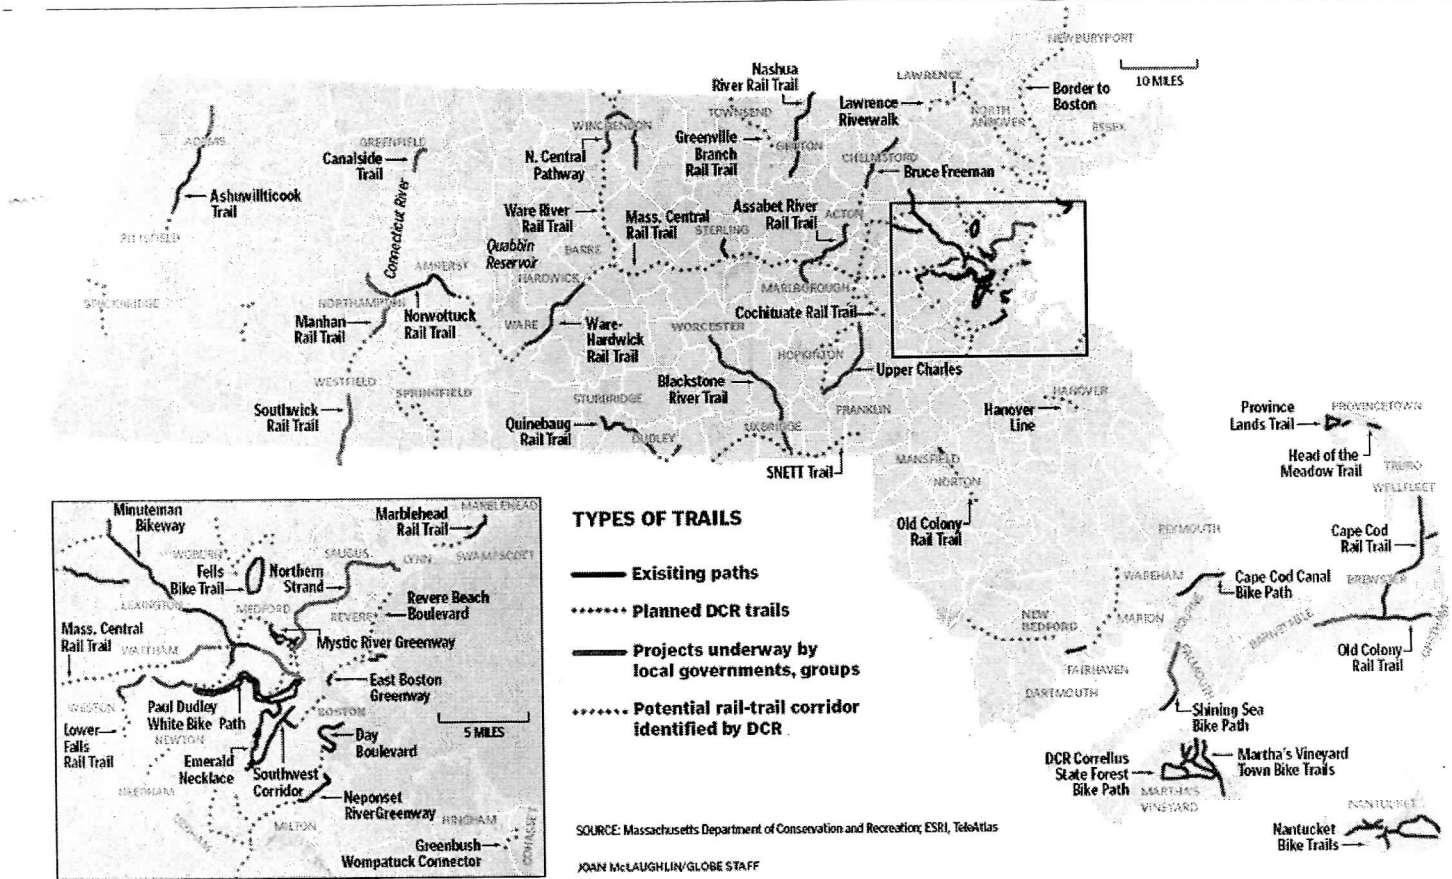 NEWBURYPORT
10 MILES
Nashua
River Rail Trail
LAWRENCE
Border to
Boston
Lawrence
Riverwalk
NORTH
ANDOVER
ESSEX
TOWNSEND
WINCHENDON
Greenville
Branch
Rail Trail
GROTON
CHELMSFORD
Bruce Freeman
ADAMS
GREENFIELD
Canalside
Trail
N. Central
Pathway
Ashuwillticook
Trail
Connecticut River
Ware River
Rail Trail
Mass. Central
Rail Trail
Assabet River
Rail Trail
ACTON
STERLING
PITTSFIELD
Quabbin
Reservoir
BARRE
AMHERST
HARDWICK
MARLBOROUGH
STOCKBRIDGE
NORTHAMPTON
Manhan
Rail Trail
Norwottuck
Rail Trail
WARE
Ware-
Hardwick
Rail Trail
WORCESTER
Cochituate Rail Trail
HOPKINTON
Upper Charles
WESTFIELD
SPRINGFIELD
Blackstone
River Trail
Southwick
Rail Trail
STURBRIDGE
Quinebaug
Rail Trail
DUDLEY
UXBRIDGE
FRANKLIN
SNETT Trail
Hanover
Line
HANOVER
MANSFIELD
NORTON
Old Colony
Rail Trail
Province
Lands Trail
PROVINCETOWN
Head of the
Meadow Trail
TRURO
WELLFLEET
PLYMOUTH
Cape Cod
Rail Trail
WAREHAM
Cape Cod Canal
Bike Path
BREWSTER
NEW
BEDFORD
MARION
BOURNE
BARNSTABLE
CHATHAM
Old Colony
Rail Trail
FAIRHAVEN
FALMOUTH
DARTMOUTH
Shining Sea
Bike Path
DCR Correllus
State Forest
Bike Path
Martha's Vineyard
Town Bike Trails
MARTHA'S
VINEYARD
NANTUCKET
Nantucket
Bike Trails
Minuteman
Bikeway
Marblehead
Rail Trail
MARBLEHEAD
WOBURN
Fells
Bike Trail
Northern
Strand
SAUGUS
LYNN
SWAMPSCOTT
LEXINGTON
MEDFORD
REVERE
Revere Beach
Boulevard
Mass. Central
Rail Trail
WALTHAM
Mystic River Greenway
East Boston
Greenway
WESTON
Paul Dudley
White Bike Path
BOSTON
5 MILES
Lower
Falls
Rail Trail
NEWTON
Emerald
Necklace
Southwest
Corridor
Day
Boulevard
NEEDHAM
Neponset
RiverGreenway
DEDHAM
MILTON
HINGHAM
Greenbush
Wompatuck Connector
COHASSET
TYPES OF TRAILS
Exisiting paths
Planned DCR trails
Projects underway by
local governments, groups
Potential rail-trail corridor
identified by DCR
SOURCE: Massachusetts Department of Conservation and Recreation; ESRI, TeleAtlas
JOAN McLAUGHLIN/GLOBE STAFF